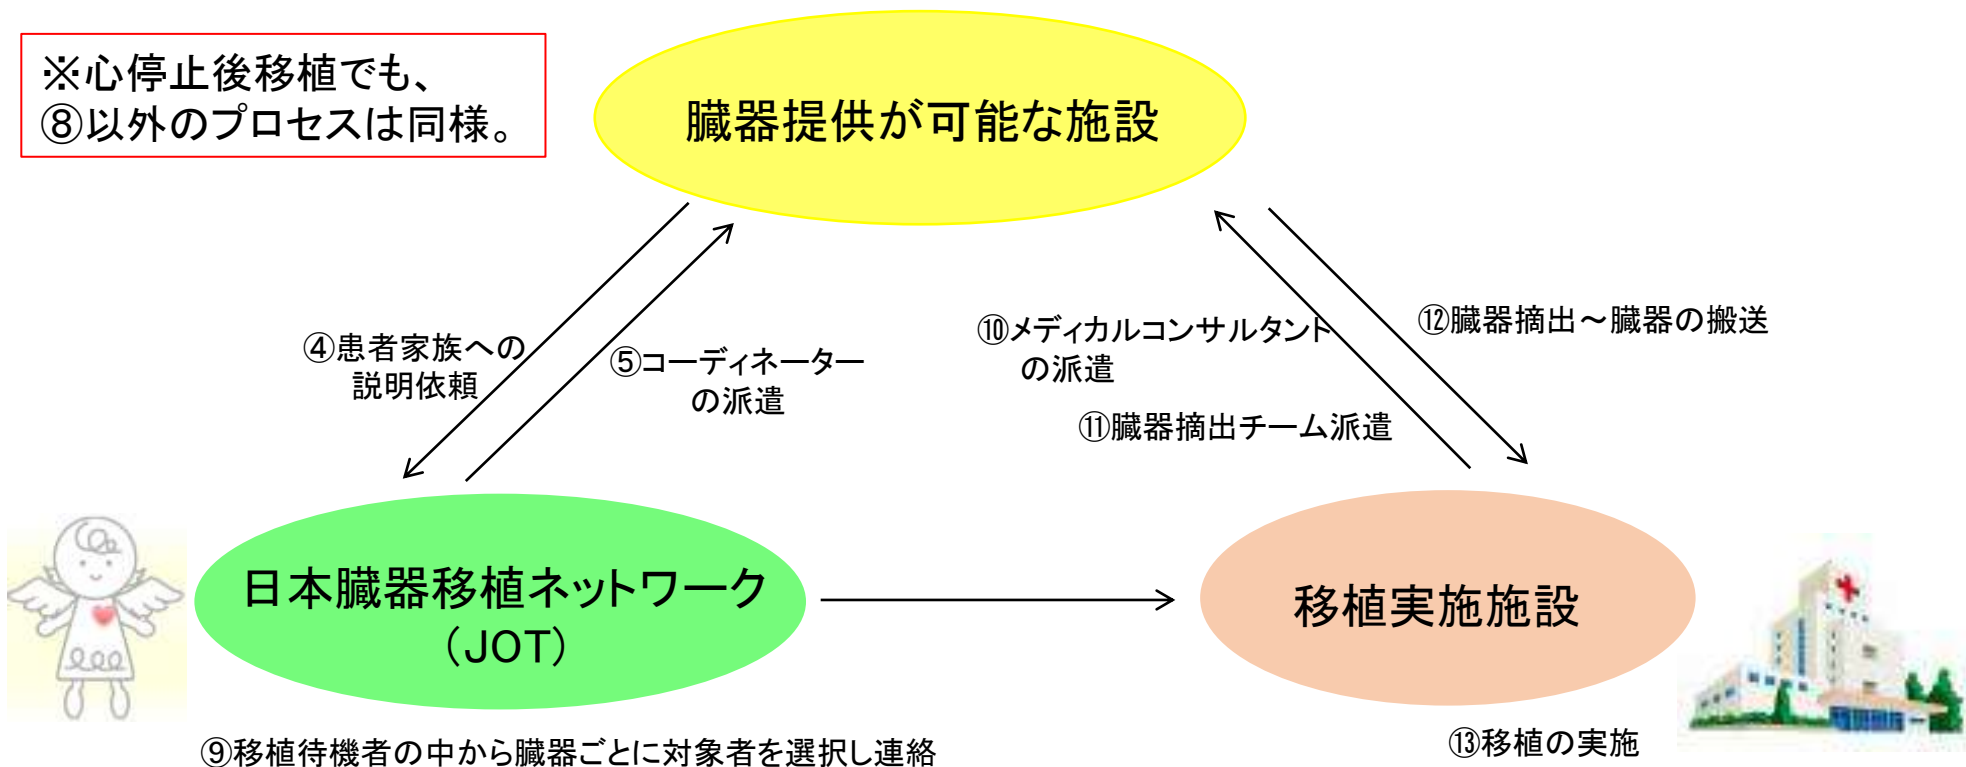 ※心停止後移植でも、
⑧以外のプロセスは同様。
臓器提供が可能な施設
④患者家族への
説明依頼
⑤コーディネーター
の派遣
⑩メディカルコンサルタント
の派遣
⑪臓器摘出チーム派遣
⑫臓器摘出～臓器の搬送
日本臓器移植ネットワーク
（JOT）
移植実施施設
⑨移植待機者の中から臓器ごとに対象者を選択し連絡
⑬移植の実施